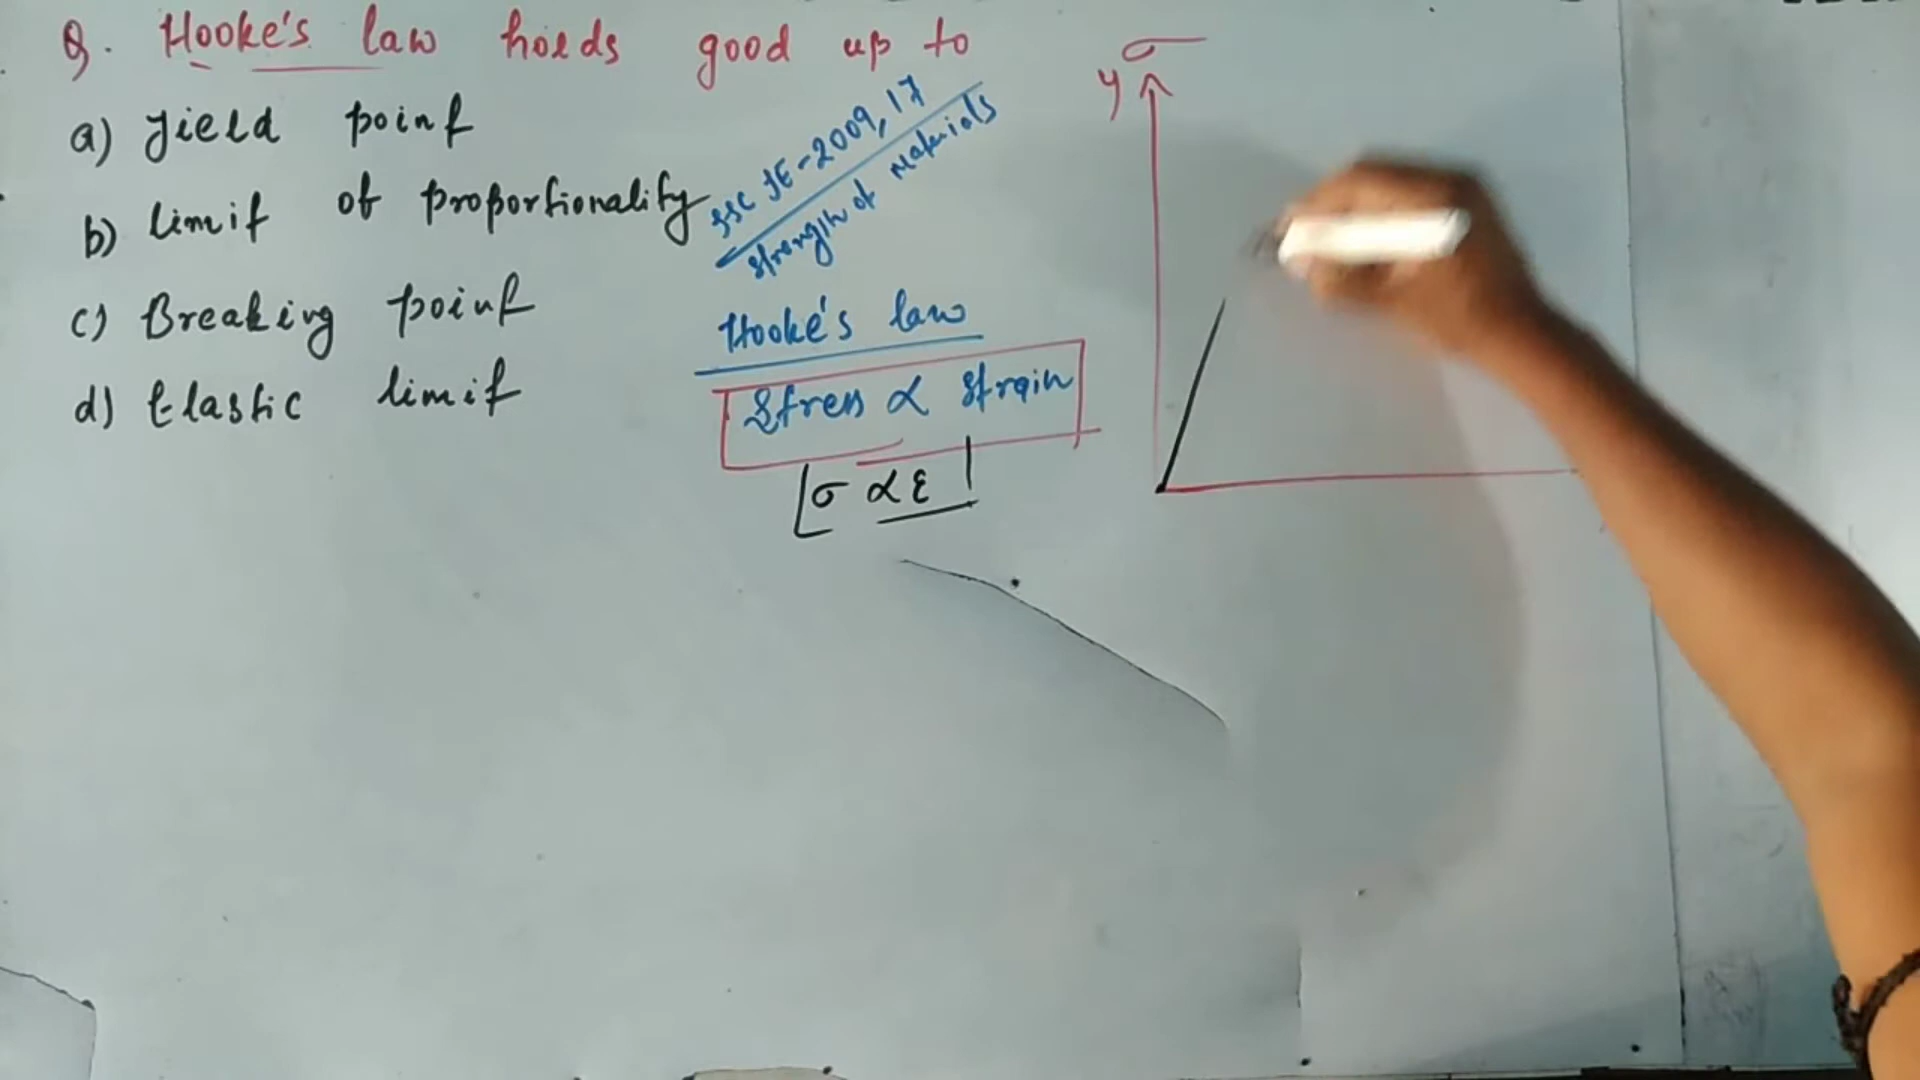 Q. Hooke's law holds good up to
a) yield point
b) limit of proportionality
c) Breaking point
d) Elastic limit
SSC JE-2009, 17
Strength of Materials
Hooke's law
Stress ∝ Strain
σ ∝ ε
σ
y